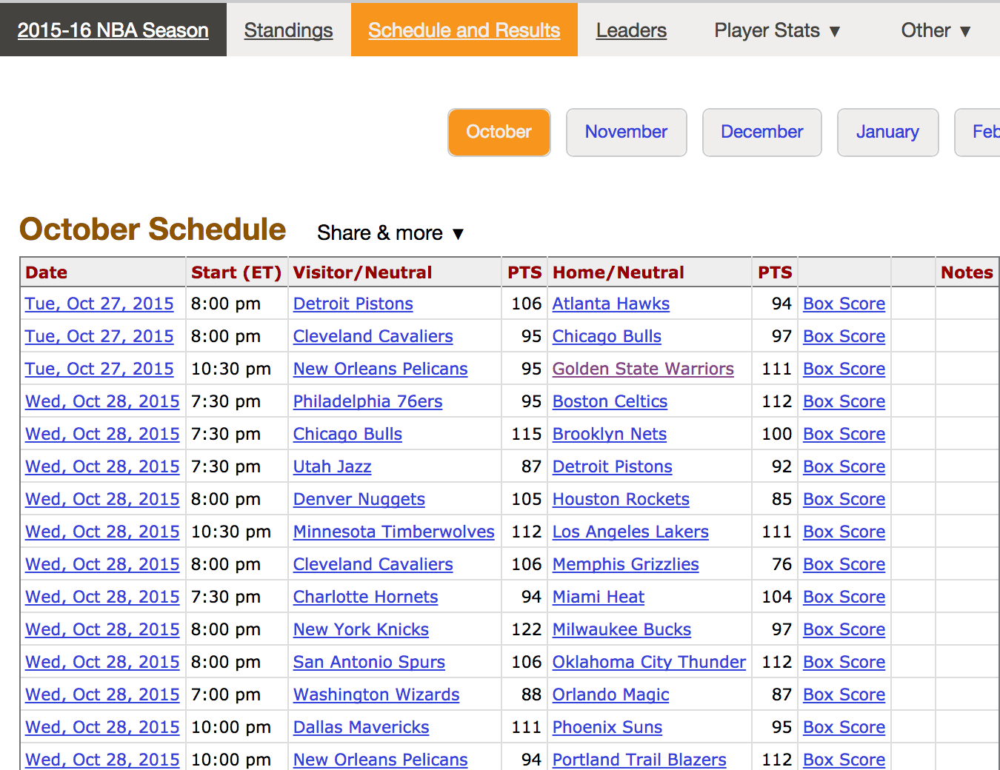 2015-16 NBA Season Standings Schedule and Results Leaders Player Stats ▼ Other ▼
October November December January Feb
October Schedule Share & more ▼
Date Start (ET) Visitor/Neutral PTS Home/Neutral PTS Notes
Tue, Oct 27, 2015 8:00 pm Detroit Pistons 106 Atlanta Hawks 94 Box Score
Tue, Oct 27, 2015 8:00 pm Cleveland Cavaliers 95 Chicago Bulls 97 Box Score
Tue, Oct 27, 2015 10:30 pm New Orleans Pelicans 95 Golden State Warriors 111 Box Score
Wed, Oct 28, 2015 7:30 pm Philadelphia 76ers 95 Boston Celtics 112 Box Score
Wed, Oct 28, 2015 7:30 pm Chicago Bulls 115 Brooklyn Nets 100 Box Score
Wed, Oct 28, 2015 7:30 pm Utah Jazz 87 Detroit Pistons 92 Box Score
Wed, Oct 28, 2015 8:00 pm Denver Nuggets 105 Houston Rockets 85 Box Score
Wed, Oct 28, 2015 10:30 pm Minnesota Timberwolves 112 Los Angeles Lakers 111 Box Score
Wed, Oct 28, 2015 8:00 pm Cleveland Cavaliers 106 Memphis Grizzlies 76 Box Score
Wed, Oct 28, 2015 7:30 pm Charlotte Hornets 94 Miami Heat 104 Box Score
Wed, Oct 28, 2015 8:00 pm New York Knicks 122 Milwaukee Bucks 97 Box Score
Wed, Oct 28, 2015 8:00 pm San Antonio Spurs 106 Oklahoma City Thunder 112 Box Score
Wed, Oct 28, 2015 7:00 pm Washington Wizards 88 Orlando Magic 87 Box Score
Wed, Oct 28, 2015 10:00 pm Dallas Mavericks 111 Phoenix Suns 95 Box Score
Wed, Oct 28, 2015 10:00 pm New Orleans Pelicans 94 Portland Trail Blazers 112 Box Score